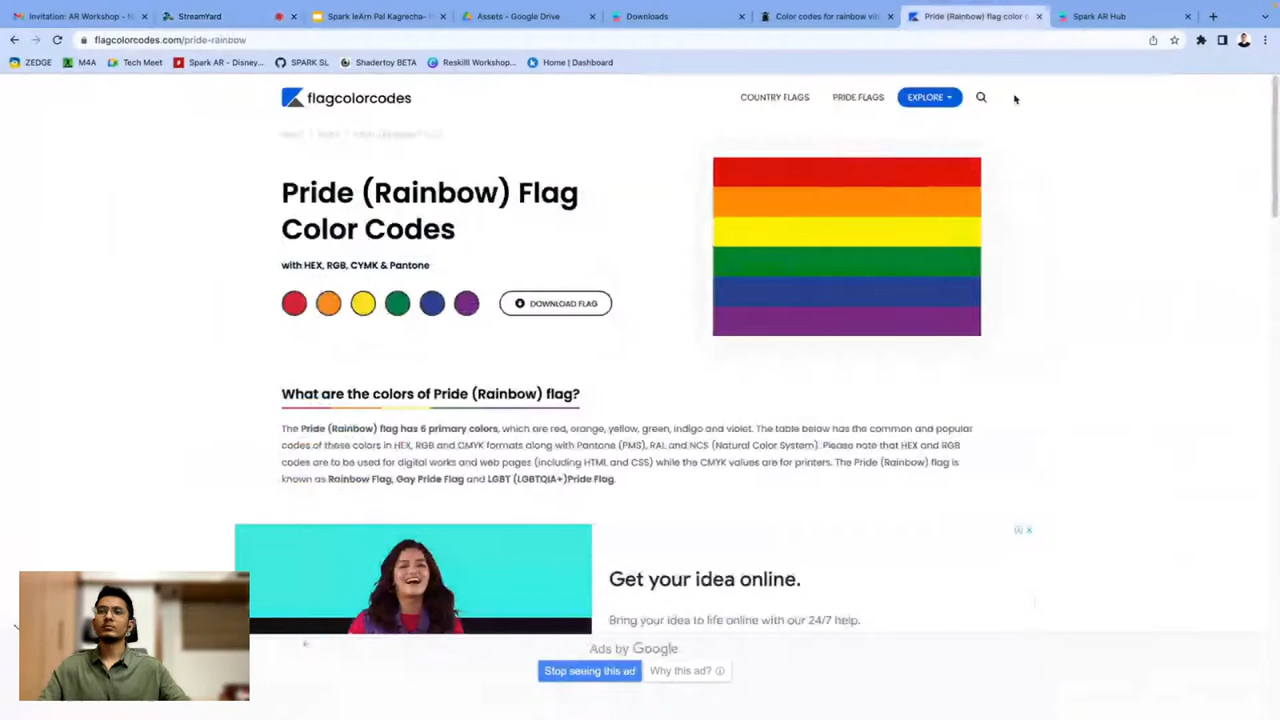 Invitation: AR Workshop - N
StreamYard
Spark leArn Pal Kagrecha-
Assets - Google Drive
Downloads
Color codes for rainbow vib
Pride (Rainbow) flag color c
Spark AR Hub
flagcolorcodes.com/pride-rainbow
ZEDGE
M4A
Tech Meet
Spark AR - Disney...
SPARK SL
Shadertoy BETA
Reskilll Workshop...
Home | Dashboard
flagcolorcodes
COUNTRY FLAGS
PRIDE FLAGS
EXPLORE
Pride (Rainbow) Flag
Color Codes
with HEX, RGB, CYMK & Pantone
DOWNLOAD FLAG
What are the colors of Pride (Rainbow) flag?
The Pride (Rainbow) flag has 6 primary colors, which are red, orange, yellow, green, indigo and violet. The table below has the common and popular
codes of these colors in HEX, RGB and CMYK formats along with Pantone (PMS), RAL and NCS (Natural Color System). Please note that HEX and RGB
codes are to be used for digital works and web pages (including HTML and CSS) while the CMYK values are for printers. The Pride (Rainbow) flag is
known as Rainbow Flag, Gay Pride Flag and LGBT (LGBTQIA+)Pride Flag.
Get your idea online.
Bring your idea to life online with our 24/7 help.
Ads by Google
Stop seeing this ad
Why this ad?